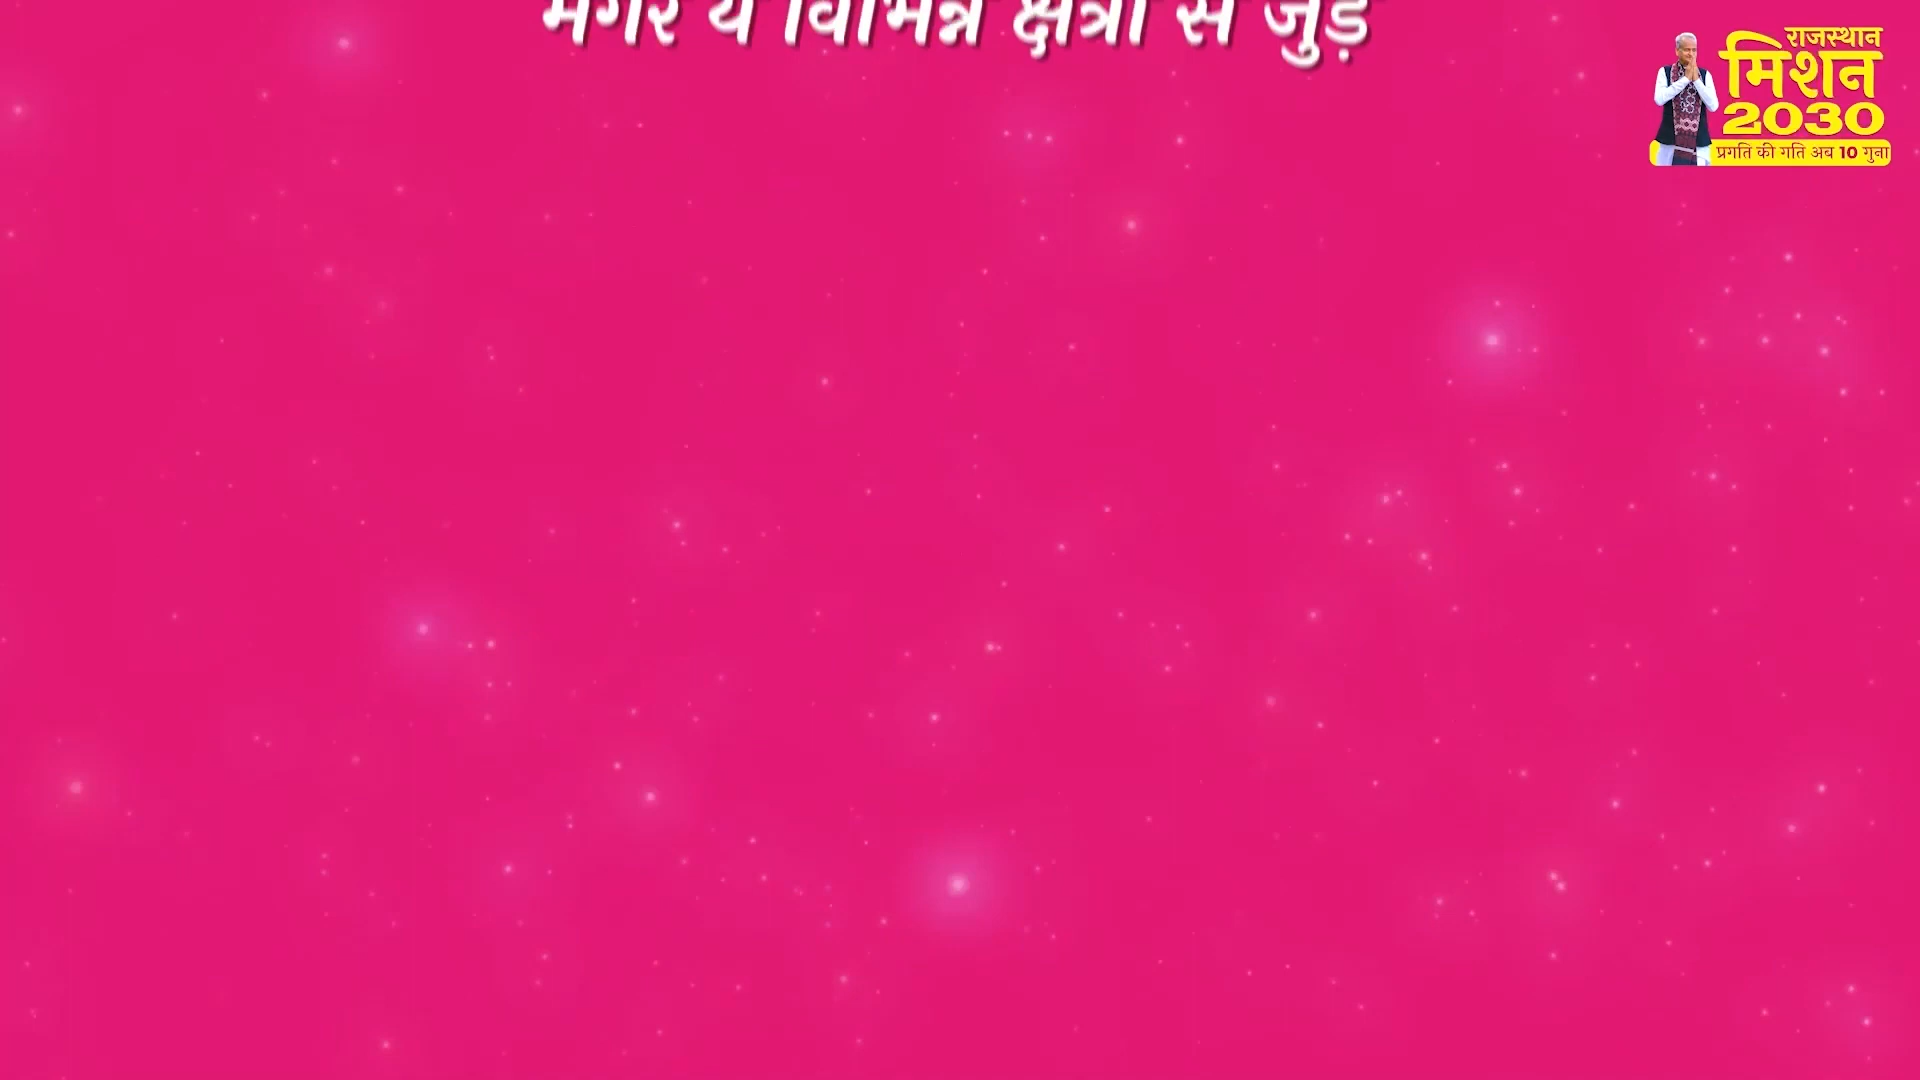 मगर ये विभिन्न क्षेत्रों से जुड़े
राजस्थान
मिशन
2030
प्रगति की गति अब 10 गुना